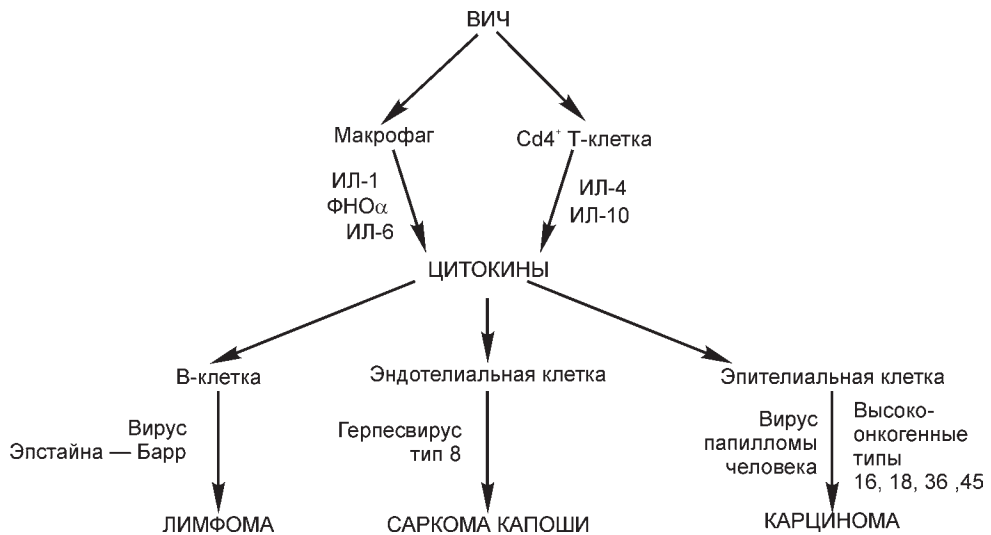 ВИЧ
Макрофаг
Cd4⁺ Т-клетка
ИЛ-1
ФНОα
ИЛ-6
ИЛ-4
ИЛ-10
ЦИТОКИНЫ
В-клетка
Эндотелиальная клетка
Эпителиальная клетка
Вирус
Эпстайна — Барр
Герпесвирус
тип 8
Вирус
папилломы
человека
Высоко-
онкогенные
типы
16, 18, 36 ,45
ЛИМФОМА
САРКОМА КАПОШИ
КАРЦИНОМА